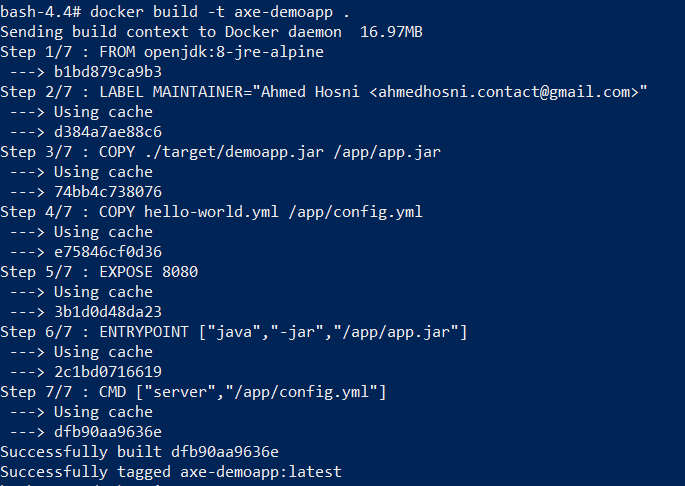 bash-4.4# docker build -t axe-demoapp .
Sending build context to Docker daemon  16.97MB
Step 1/7 : FROM openjdk:8-jre-alpine
 ---> b1bd879ca9b3
Step 2/7 : LABEL MAINTAINER="Ahmed Hosni <ahmedhosni.contact@gmail.com>"
 ---> Using cache
 ---> d384a7ae88c6
Step 3/7 : COPY ./target/demoapp.jar /app/app.jar
 ---> Using cache
 ---> 74bb4c738076
Step 4/7 : COPY hello-world.yml /app/config.yml
 ---> Using cache
 ---> e75846cf0d36
Step 5/7 : EXPOSE 8080
 ---> Using cache
 ---> 3b1d0d48da23
Step 6/7 : ENTRYPOINT ["java","-jar","/app/app.jar"]
 ---> Using cache
 ---> 2c1bd0716619
Step 7/7 : CMD ["server","/app/config.yml"]
 ---> Using cache
 ---> dfb90aa9636e
Successfully built dfb90aa9636e
Successfully tagged axe-demoapp:latest